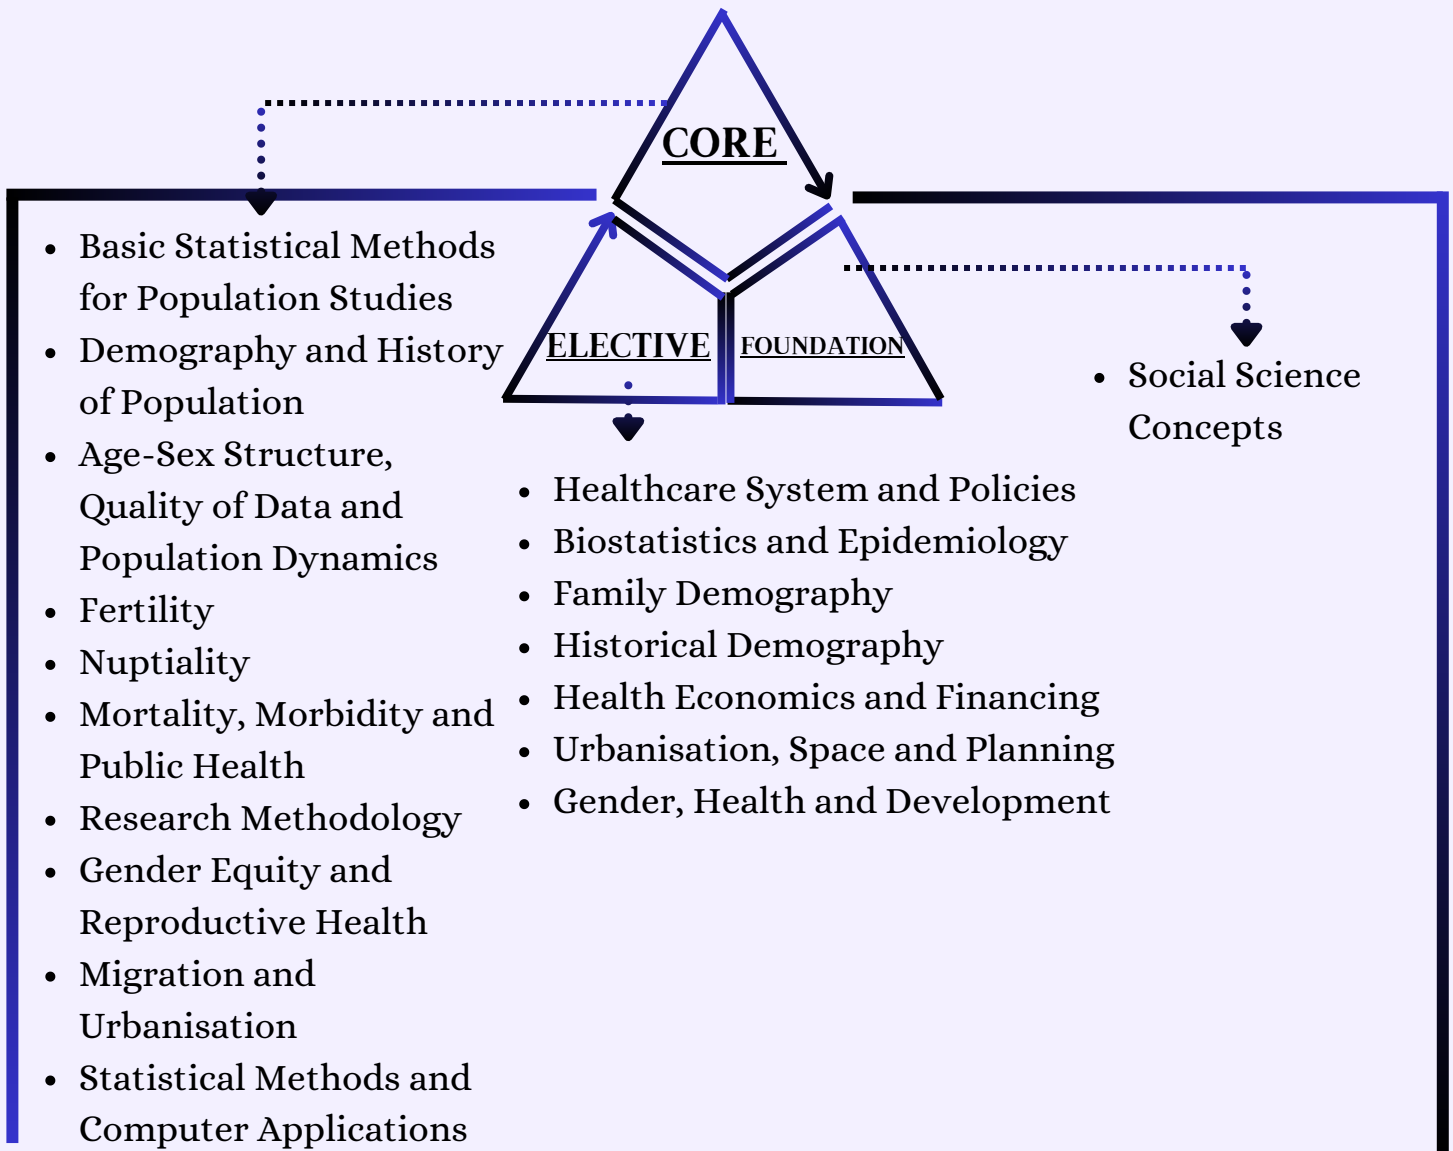 CORE
ELECTIVE
FOUNDATION
• Basic Statistical Methods
for Population Studies
• Demography and History
of Population
• Age-Sex Structure,
Quality of Data and
Population Dynamics
• Fertility
• Nuptiality
• Mortality, Morbidity and
Public Health
• Research Methodology
• Gender Equity and
Reproductive Health
• Migration and
Urbanisation
• Statistical Methods and
Computer Applications
• Healthcare System and Policies
• Biostatistics and Epidemiology
• Family Demography
• Historical Demography
• Health Economics and Financing
• Urbanisation, Space and Planning
• Gender, Health and Development
• Social Science
Concepts